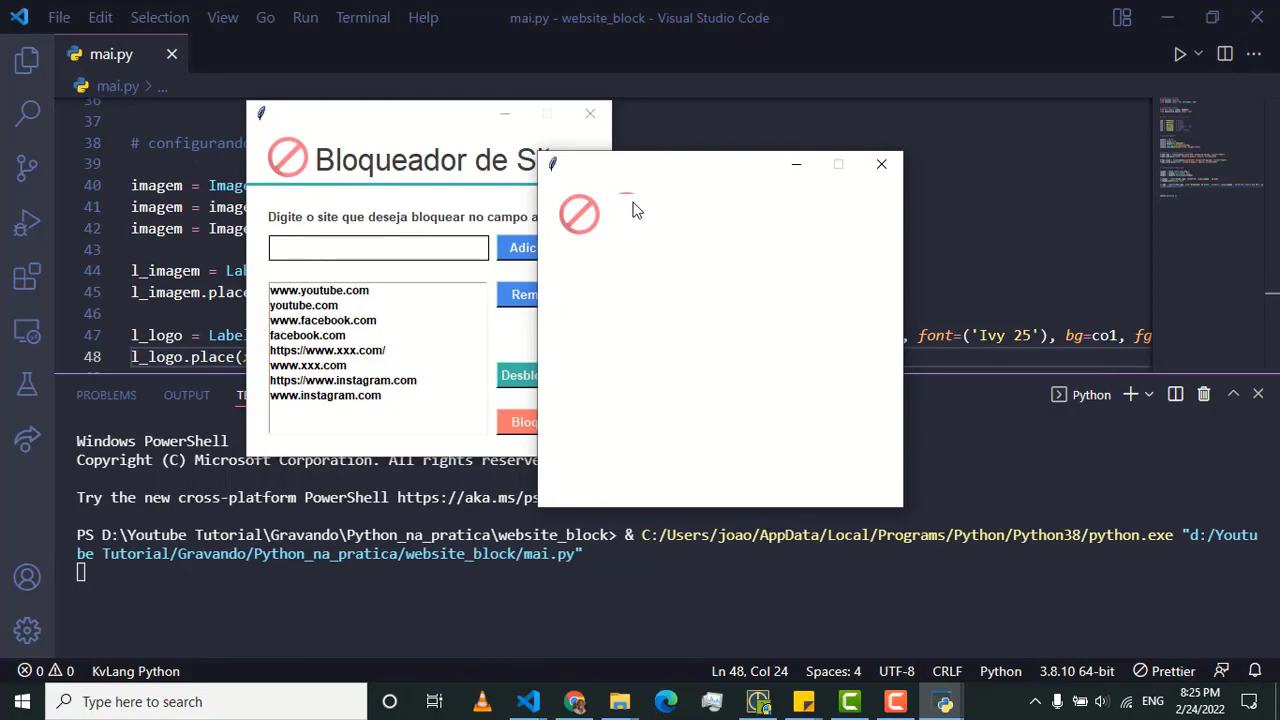 File Edit Selection View Go Run Terminal Help
mai.py - website_block - Visual Studio Code
mai.py
mai.py > ...
36
37
38 # configurando
39
40 imagem = Imag
41 imagem = imag
42 imagem = Imag
43
44 l_imagem = Lab
45 l_imagem.place
46
47 l_logo = Label , font=('Ivy 25'), bg=co1, fg
48 l_logo.place(
Bloqueador de Si
Digite o site que deseja bloquear no campo a
Adic
www.youtube.com
youtube.com
www.facebook.com
facebook.com
https://www.xxx.com/
www.xxx.com
https://www.instagram.com
www.instagram.com
Rem
Desblo
Bloq
PROBLEMS OUTPUT TE
Python
Windows PowerShell
Copyright (C) Microsoft Corporation. All rights reserve
Try the new cross-platform PowerShell https://aka.ms/ps
PS D:\Youtube Tutorial\Gravando\Python_na_pratica\website_block> & C:/Users/joao/AppData/Local/Programs/Python/Python38/python.exe "d:/Youtu
be Tutorial/Gravando/Python_na_pratica/website_block/mai.py"
0 0 KvLang Python Ln 48, Col 24 Spaces: 4 UTF-8 CRLF Python 3.8.10 64-bit Prettier
Type here to search
ENG
8:25 PM
2/24/2022